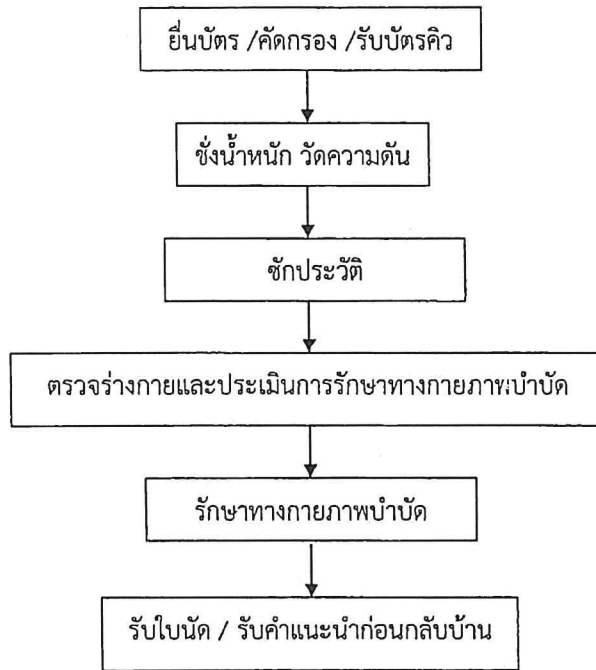 ยื่นบัตร /คัดกรอง /รับบัตรคิว
ชั่งน้ำหนัก วัดความดัน
ซักประวัติ
ตรวจร่างกายและประเมินการรักษาทางกายภาพบำบัด
รักษาทางกายภาพบำบัด
รับใบนัด / รับคำแนะนำก่อนกลับบ้าน